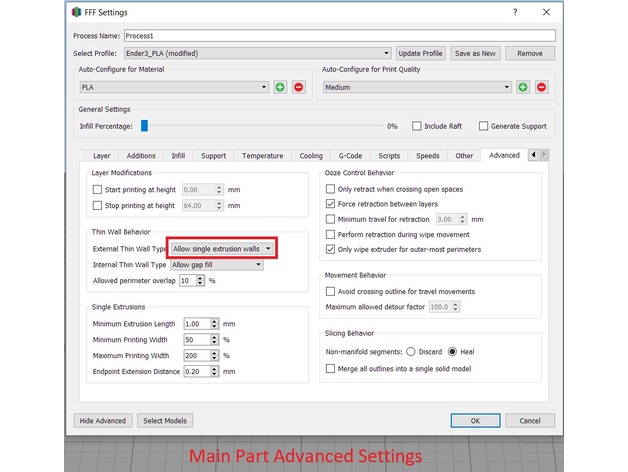 FFF Settings
Process Name: Process1
Select Profile: Ender3_PLA (modified) Update Profile Save as New Remove
Auto-Configure for Material Auto-Configure for Print Quality
PLA Medium
General Settings
Infill Percentage: 0% Include Raft Generate Support
Layer Additions Infill Support Temperature Cooling G-Code Scripts Speeds Other Advanced
Layer Modifications
Start printing at height 0.00 mm
Stop printing at height 64.00 mm
Thin Wall Behavior
External Thin Wall Type Allow single extrusion walls
Internal Thin Wall Type Allow gap fill
Allowed perimeter overlap 10 %
Single Extrusions
Minimum Extrusion Length 1.00 mm
Minimum Printing Width 50 %
Maximum Printing Width 200 %
Endpoint Extension Distance 0.20 mm
Ooze Control Behavior
Only retract when crossing open spaces
Force retraction between layers
Minimum travel for retraction 3.00 mm
Perform retraction during wipe movement
Only wipe extruder for outer-most perimeters
Movement Behavior
Avoid crossing outline for travel movements
Maximum allowed detour factor 100.0
Slicing Behavior
Non-manifold segments: Discard Heal
Merge all outlines into a single solid model
Hide Advanced Select Models OK Cancel
Main Part Advanced Settings